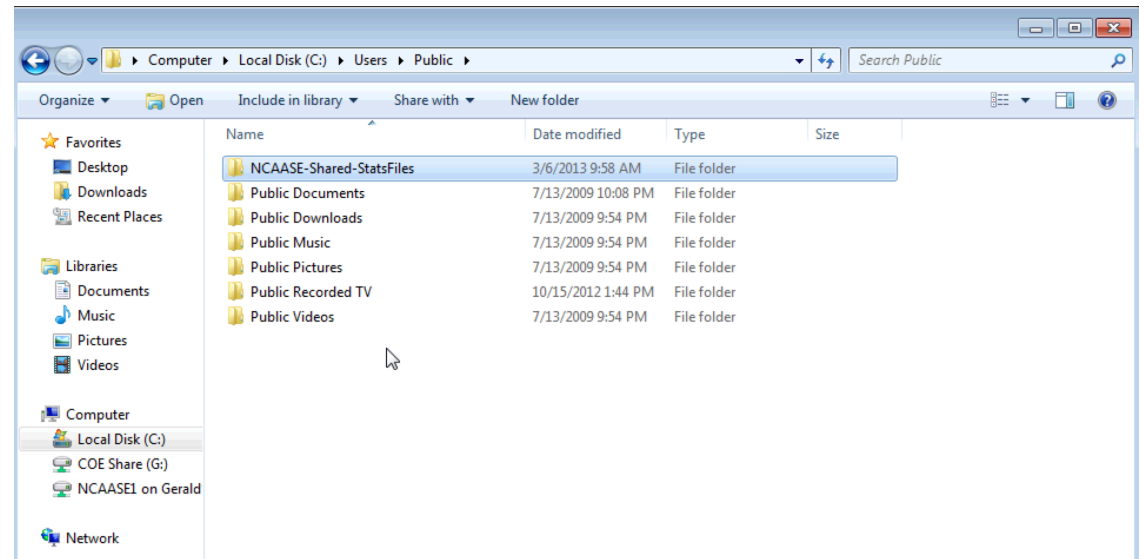 Computer ▸ Local Disk (C:) ▸ Users ▸ Public ▸
Search Public
Organize Open Include in library Share with New folder
Name Date modified Type Size
Favorites
Desktop
Downloads
Recent Places
Libraries
Documents
Music
Pictures
Videos
Computer
Local Disk (C:)
COE Share (G:)
NCAASE1 on Gerald
Network
NCAASE-Shared-StatsFiles 3/6/2013 9:58 AM File folder
Public Documents 7/13/2009 10:08 PM File folder
Public Downloads 7/13/2009 9:54 PM File folder
Public Music 7/13/2009 9:54 PM File folder
Public Pictures 7/13/2009 9:54 PM File folder
Public Recorded TV 10/15/2012 1:44 PM File folder
Public Videos 7/13/2009 9:54 PM File folder